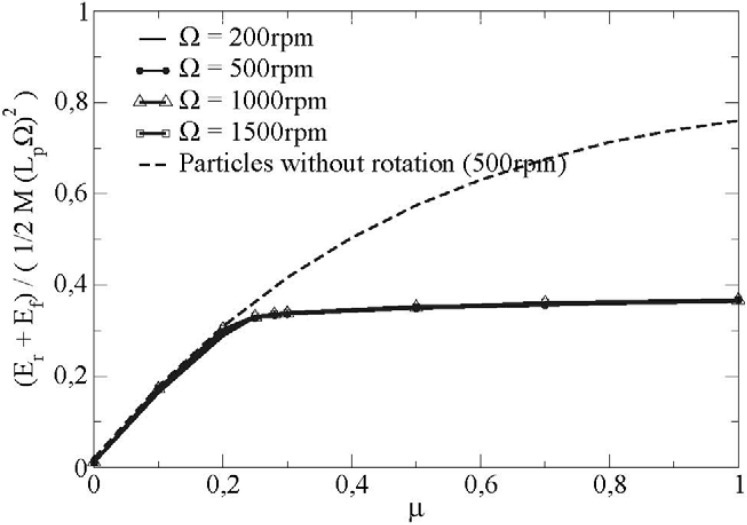 1
0,8
0,6
0,4
0,2
0
Ω = 200rpm
Ω = 500rpm
Ω = 1000rpm
Ω = 1500rpm
Particles without rotation (500rpm)
(E_r + E_f) / ( 1/2 M (L_pΩ)^2 )
0 0,2 0,4 0,6 0,8 1
μ